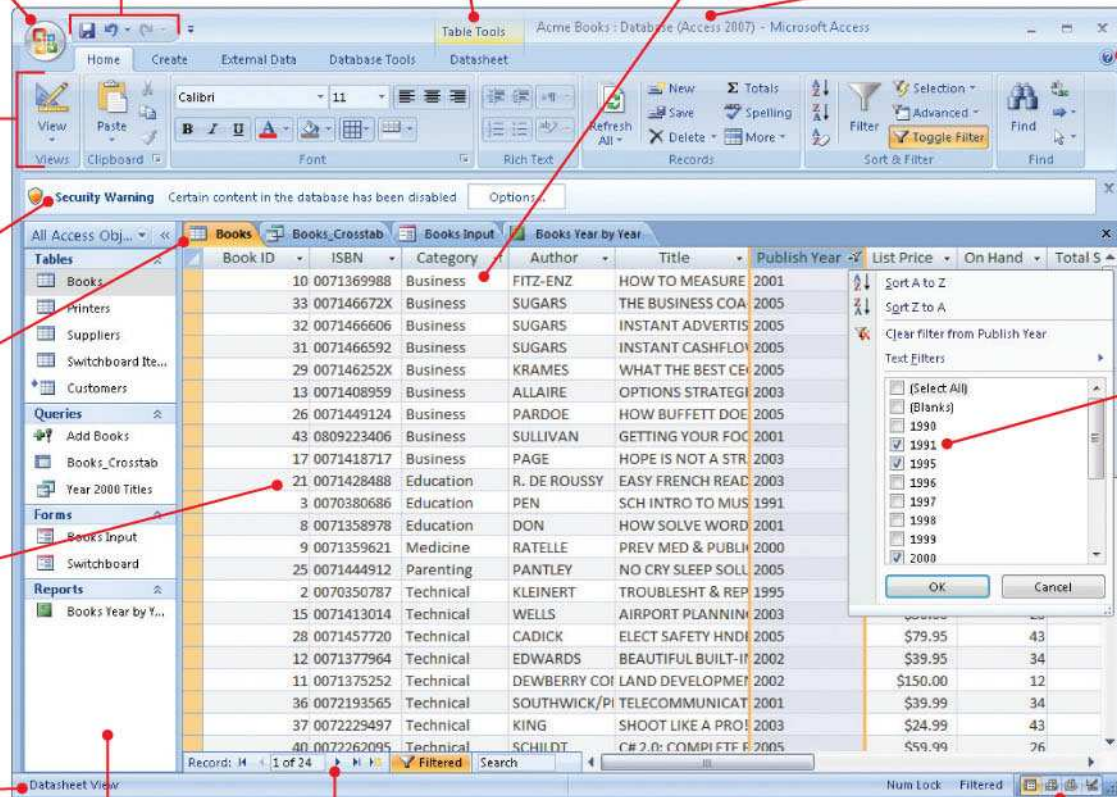 Table Tools Acme Books : Database (Access 2007) - Microsoft Access
Home Create External Data Database Tools Datasheet
Calibri 11 New Totals Selection
Save Spelling Advanced
View Paste B I U A Refresh All Delete More Filter Toggle Filter Find
Views Clipboard Font Rich Text Records Sort & Filter Find
Security Warning Certain content in the database has been disabled Options...
All Access Obj... Books Books_Crosstab Books Input Books Year by Year
Tables Book ID ISBN Category Author Title Publish Year List Price On Hand Total S
Books 10 0071369988 Business FITZ-ENZ HOW TO MEASURE 2001 Sort A to Z
Printers 33 007146672X Business SUGARS THE BUSINESS COA 2005 Sort Z to A
Suppliers 32 0071466606 Business SUGARS INSTANT ADVERTIS 2005 Clear filter from Publish Year
Switchboard Ite... 31 0071466592 Business SUGARS INSTANT CASHFLOW 2005 Text Filters
Customers 29 007146252X Business KRAMES WHAT THE BEST CE 2005 (Select All)
13 0071408959 Business ALLAIRE OPTIONS STRATEGI 2003 (Blanks)
Queries 26 0071449124 Business PARDOE HOW BUFFETT DOE 2005 1990
Add Books 43 0809223406 Business SULLIVAN GETTING YOUR FOC 2001 1991
Books_Crosstab 17 0071418717 Business PAGE HOPE IS NOT A STR 2003 1995
Year 2000 Titles 21 0071428488 Education R. DE ROUSSY EASY FRENCH READ 2003 1996
Forms 3 0070380686 Education PEN SCH INTRO TO MUS 1991 1997
Books Input 8 0071358978 Education DON HOW SOLVE WORD 2001 1998
Switchboard 9 0071359621 Medicine RATELLE PREV MED & PUBLI 2000 1999
25 0071444912 Parenting PANTLEY NO CRY SLEEP SOLU 2005 2000
Reports 2 0070350787 Technical KLEINERT TROUBLESHT & REP 1995 OK Cancel
Books Year by Y... 15 0071413014 Technical WELLS AIRPORT PLANNIN 2003
28 0071457720 Technical CADICK ELECT SAFETY HND 2005 $79.95 43
12 0071377964 Technical EDWARDS BEAUTIFUL BUILT-I 2002 $39.95 34
11 0071375252 Technical DEWBERRY CO LAND DEVELOPME 2002 $150.00 12
36 0072193565 Technical SOUTHWICK/P TELECOMMUNICAT 2001 $39.99 34
37 0072229497 Technical KING SHOOT LIKE A PRO! 2003 $24.99 43
40 0072262095 Technical SCHILDT C# 2.0: COMPLETE 2005 $59.99 26
Record: 1 of 24 Filtered Search
Datasheet View Num Lock Filtered